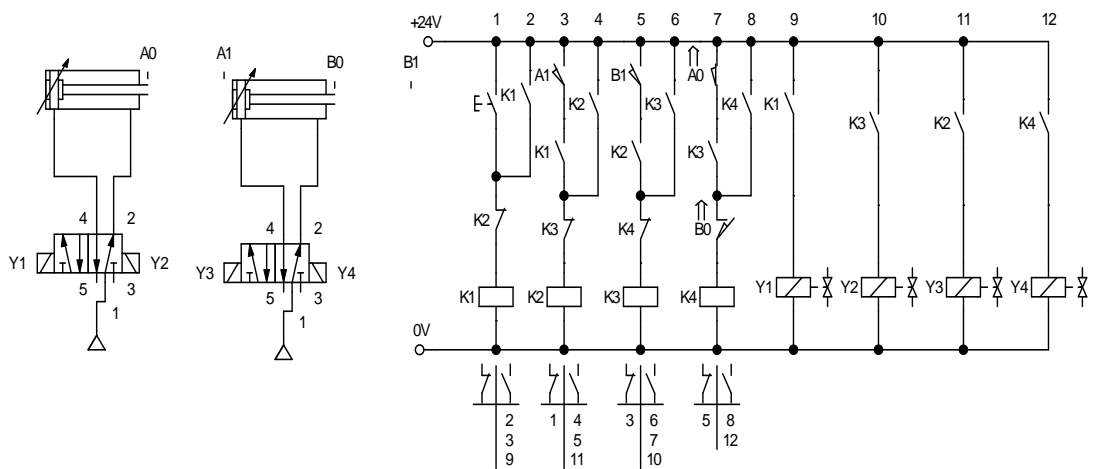 +24V 1 2 3 4 5 6 7 8 9 10 11 12
A0 A1 B0 B1
A1 B1 A0
K1 K2 K3 K4 K1
E
K3 K2 K4
K1 K2 K3
4 2
4 2
K2 K3 K4 B0
Y1 Y2
Y3 Y4
5 3
5 3
1
1
K1 K2 K3 K4 Y1 Y2 Y3 Y4
0V
2 1 4 3 6 5 8
3 5 7 12
9 11 10